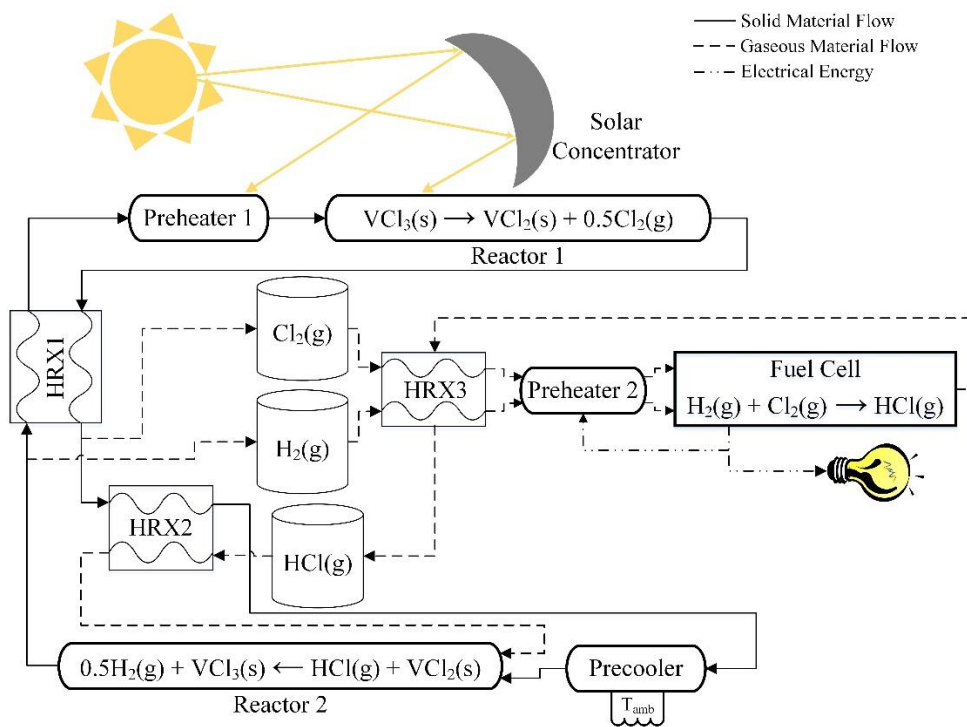 Solid Material Flow
Gaseous Material Flow
Electrical Energy
Solar
Concentrator
Preheater 1
VCl₃(s) → VCl₂(s) + 0.5Cl₂(g)
Reactor 1
HRX1
Cl₂(g)
HRX3
Preheater 2
Fuel Cell
H₂(g) + Cl₂(g) → HCl(g)
H₂(g)
HRX2
HCl(g)
0.5H₂(g) + VCl₃(s) ← HCl(g) + VCl₂(s)
Reactor 2
Precooler
Tamb